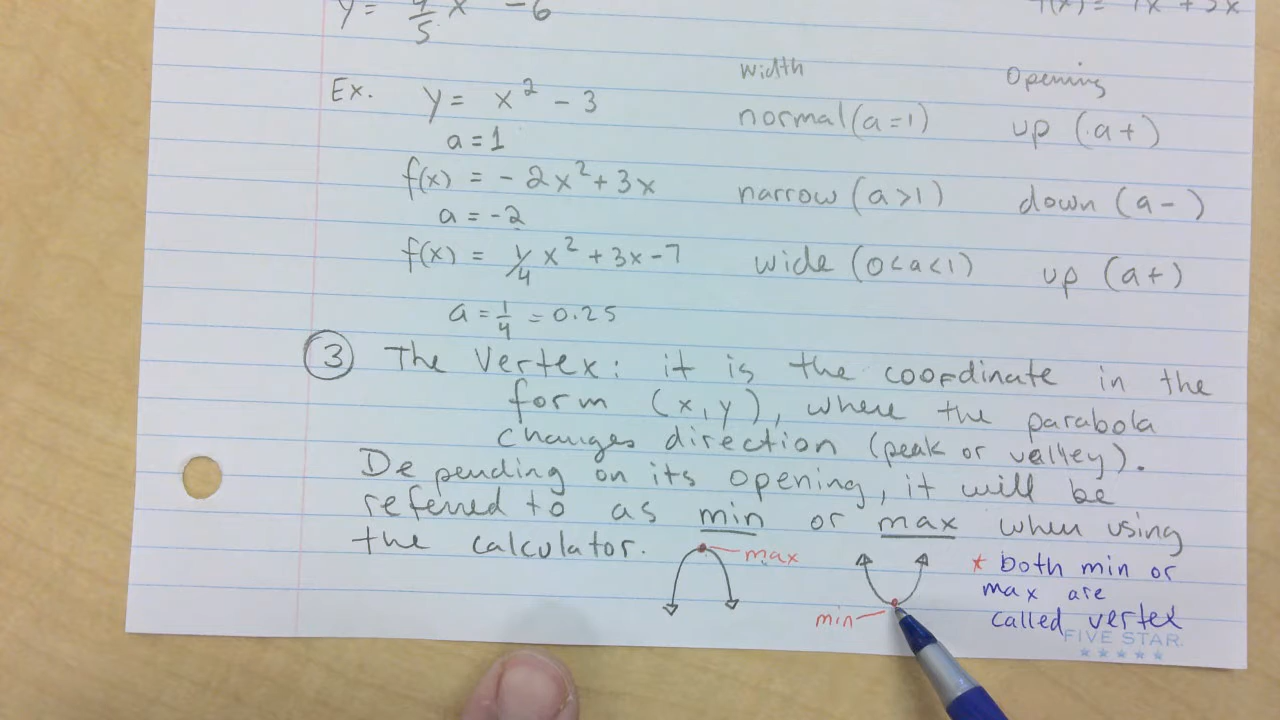 y = 4/5 x - 6
Ex. y = x² - 3 width normal (a=1) Opening up (a+)
a = 1
f(x) = - 2x² + 3x narrow (a>1) down (a-)
a = -2
f(x) = 1/4 x² + 3x - 7 wide (0<a<1) up (a+)
a = 1/4 = 0.25
3 The Vertex: it is the coordinate in the
form (x,y), where the parabola
changes direction (peak or valley).
Depending on its opening, it will be
referred to as min or max when using
the calculator.
max
min
* both min or
max are
called vertex
FIVE STAR.